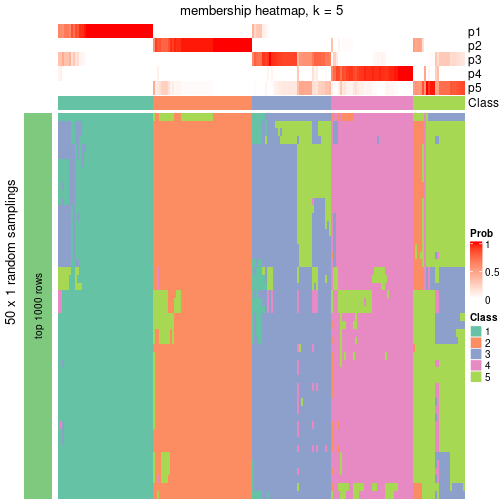 membership heatmap, k = 5
p1
p2
p3
p4
p5
Class
50 x 1 random samplings
top 1000 rows
Prob
1
0.5
0
Class
1
2
3
4
5